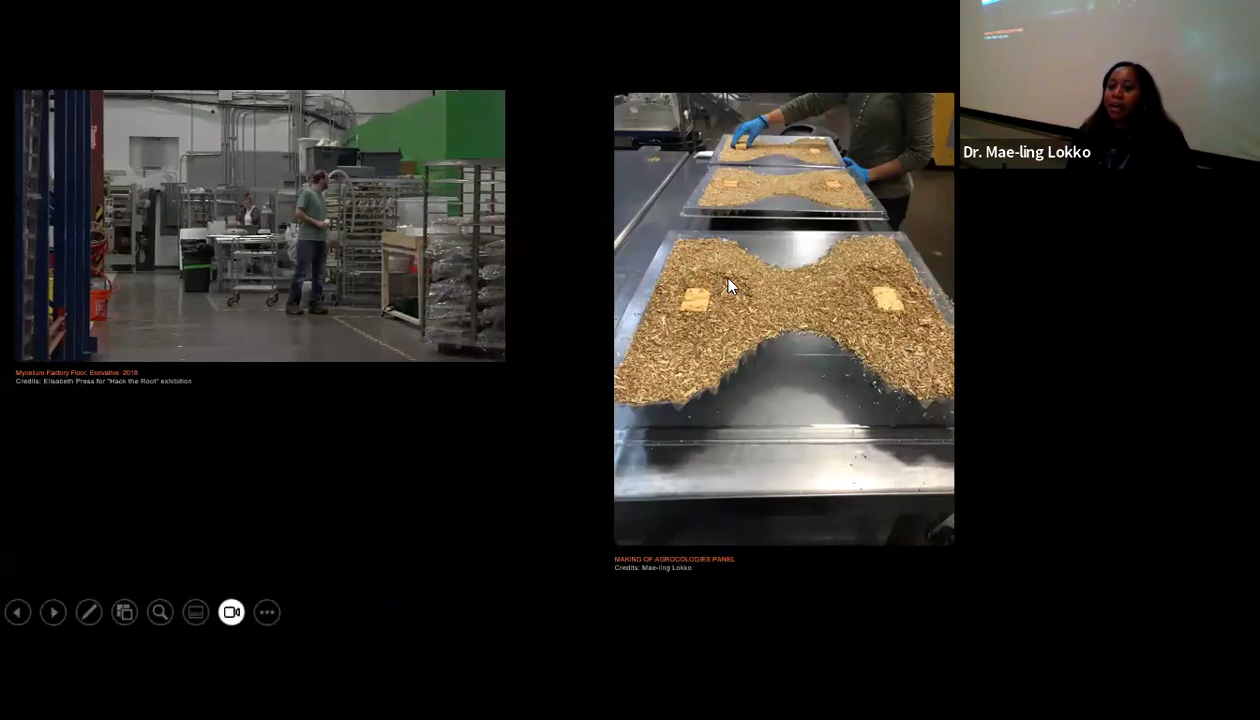 Dr. Mae-ling Lokko
Mycelium Factory Floor, Ecovative. 2018
Credits: Elisabeth Press for "Hack the Root" exhibition
MAKING OF AGROCOLOGIES PANEL
Credits: Mae-ling Lokko